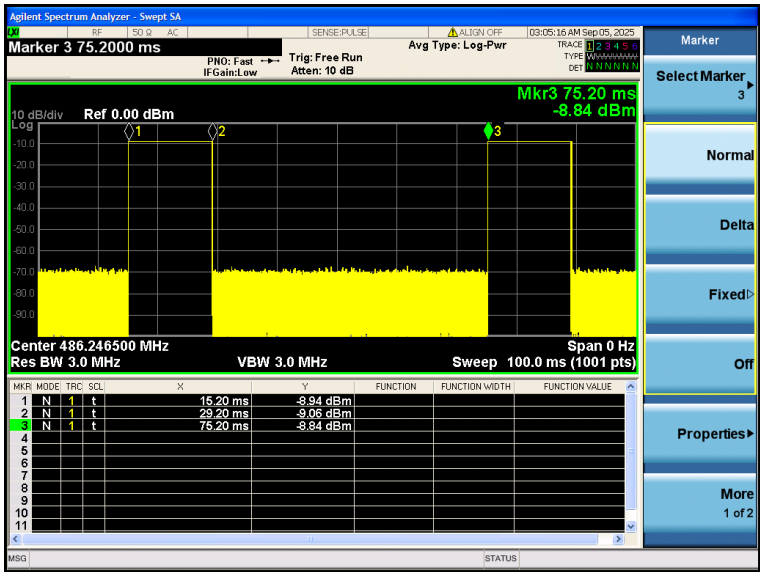 Agilent Spectrum Analyzer - Swept SA
LXI RF 50 Ω AC SENSE:PULSE ALIGN OFF 03:05:16 AM Sep 05, 2025
Marker 3 75.2000 ms
PNO: Fast
IFGain:Low
Trig: Free Run
Atten: 10 dB
Avg Type: Log-Pwr
TRACE 1 2 3 4 5 6
TYPE
DET N N N N N N
Mkr3 75.20 ms
-8.84 dBm
10 dB/div Ref 0.00 dBm
Log
1
2
3
-10.0
-20.0
-30.0
-40.0
-50.0
-60.0
-70.0
-80.0
-90.0
Center 486.246500 MHz Span 0 Hz
Res BW 3.0 MHz VBW 3.0 MHz Sweep 100.0 ms (1001 pts)
MKR MODE TRC SCL X Y FUNCTION FUNCTION WIDTH FUNCTION VALUE
1 N 1 t 15.20 ms -8.94 dBm
2 N 1 t 29.20 ms -9.06 dBm
3 N 1 t 75.20 ms -8.84 dBm
4
5
6
7
8
9
10
11
MSG STATUS
Marker
Select Marker
3
Normal
Delta
Fixed
Off
Properties
More
1 of 2